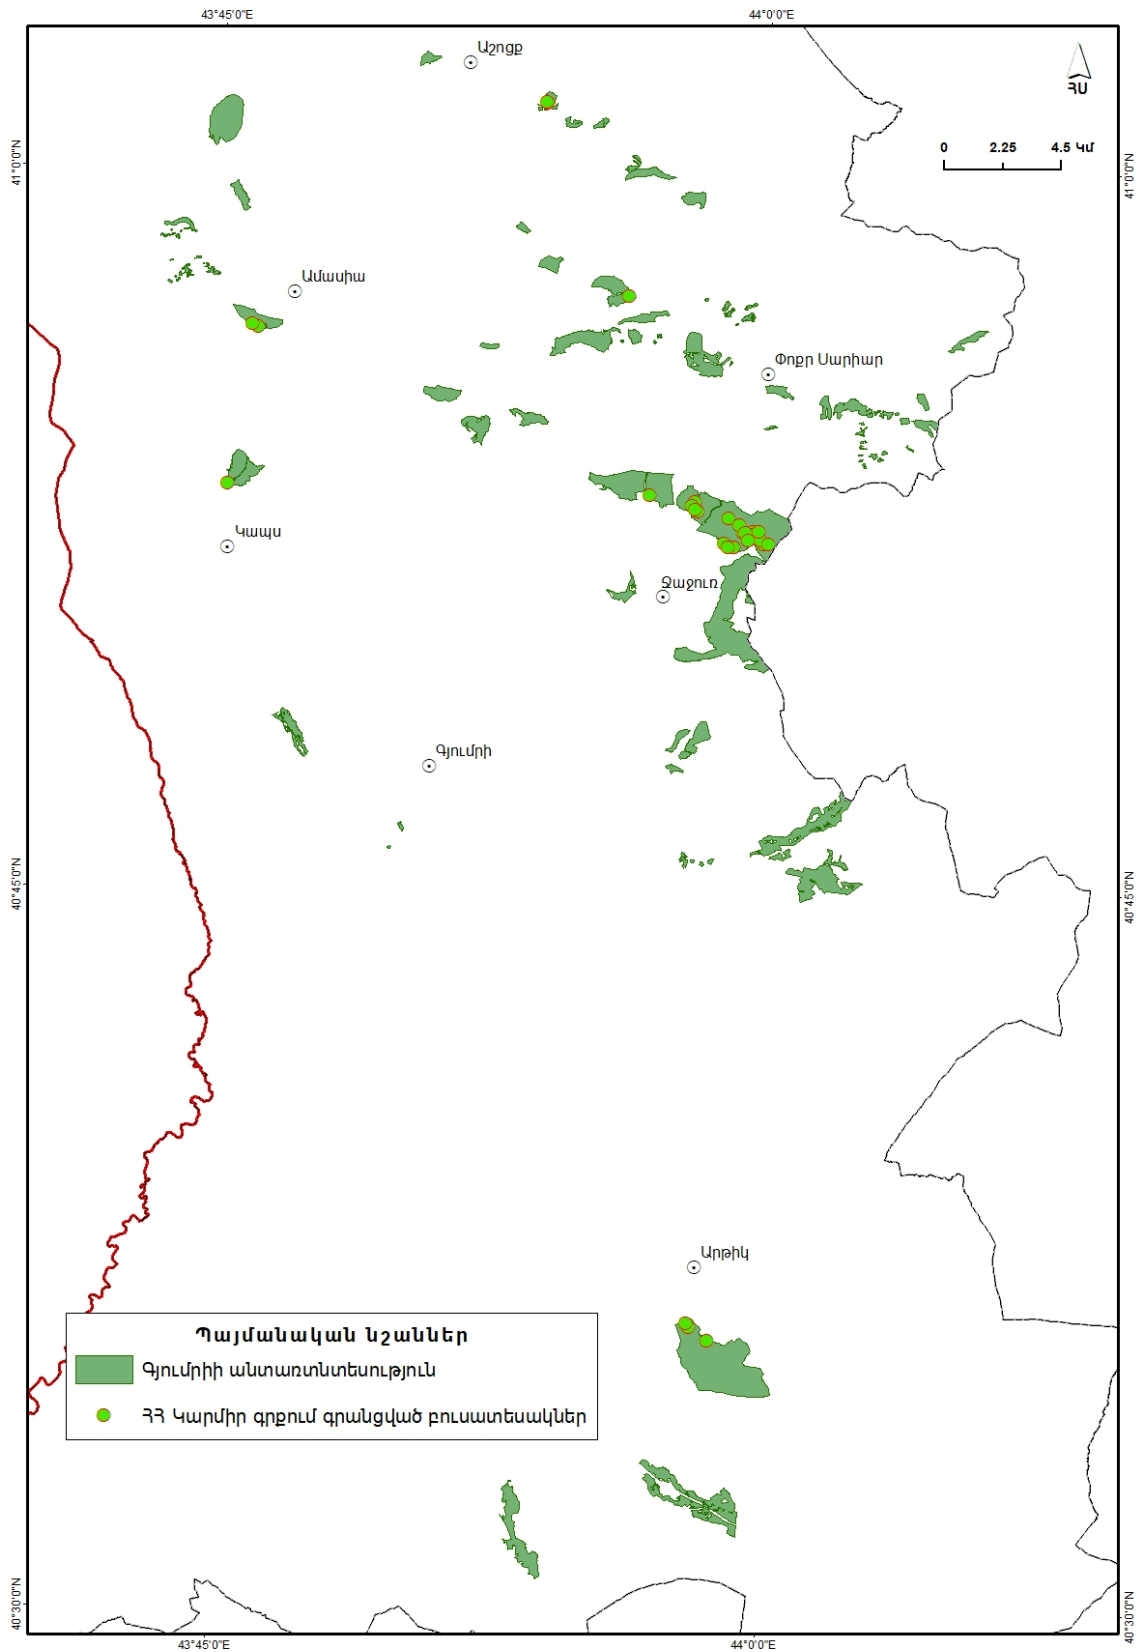 43°45'0"E
44°0'0"E
Աշոցք
ՀՍ
0 2.25 4.5 Կմ
41°0'0"N
41°0'0"N
Ամասիա
Փոքր Սարիար
Կապս
Ջաջուռ
Գյումրի
40°45'0"N
40°45'0"N
Արթիկ
Պայմանական նշաններ
Գյումրիի անտառտնտեսություն
ՀՀ Կարմիր գրքում գրանցված բուսատեսակներ
40°30'0"N
40°30'0"N
43°45'0"E
44°0'0"E